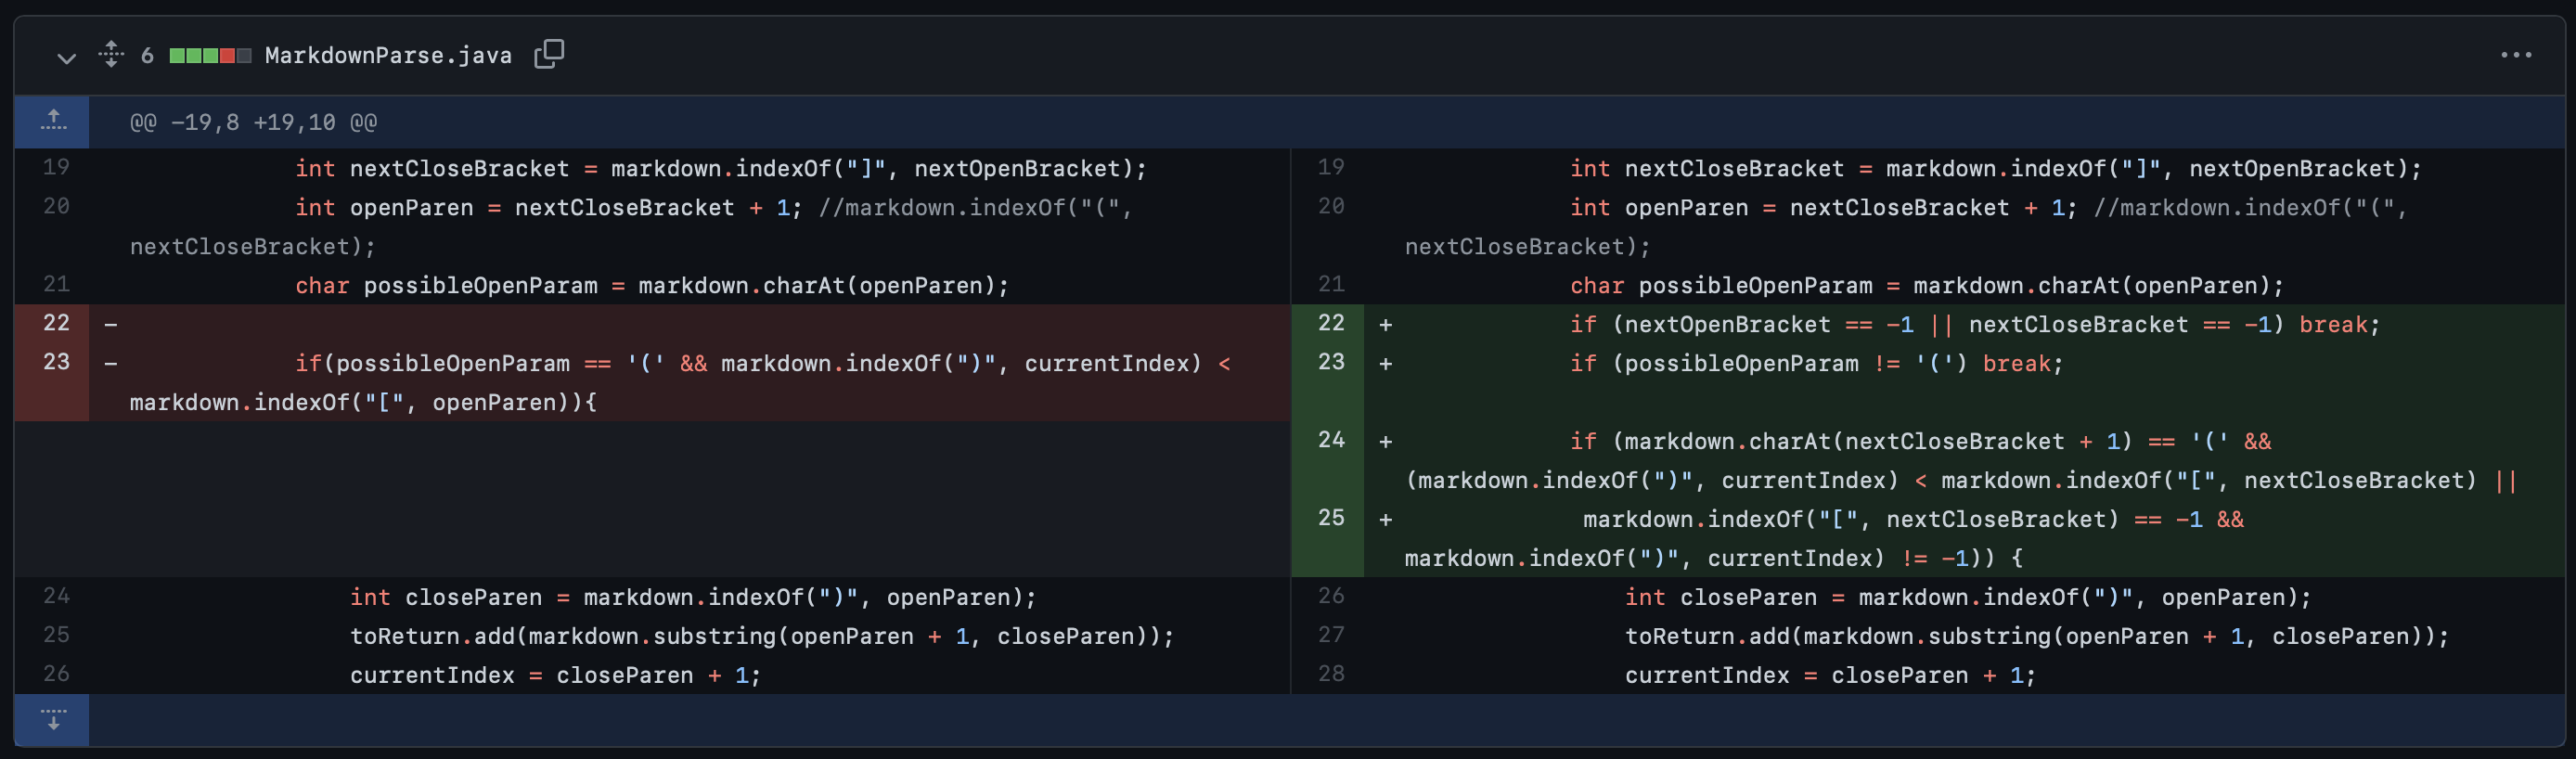 6 MarkdownParse.java
@@ -19,8 +19,10 @@
19 int nextCloseBracket = markdown.indexOf("]", nextOpenBracket);
20 int openParen = nextCloseBracket + 1; //markdown.indexOf("(",
nextCloseBracket);
21 char possibleOpenParam = markdown.charAt(openParen);
22 -
23 - if(possibleOpenParam == '(' && markdown.indexOf(")", currentIndex) <
markdown.indexOf("[", openParen)){
24 int closeParen = markdown.indexOf(")", openParen);
25 toReturn.add(markdown.substring(openParen + 1, closeParen));
26 currentIndex = closeParen + 1;
19 int nextCloseBracket = markdown.indexOf("]", nextOpenBracket);
20 int openParen = nextCloseBracket + 1; //markdown.indexOf("(",
nextCloseBracket);
21 char possibleOpenParam = markdown.charAt(openParen);
22 + if (nextOpenBracket == -1 || nextCloseBracket == -1) break;
23 + if (possibleOpenParam != '(') break;
24 + if (markdown.charAt(nextCloseBracket + 1) == '(' &&
(markdown.indexOf(")", currentIndex) < markdown.indexOf("[", nextCloseBracket) ||
25 + markdown.indexOf("[", nextCloseBracket) == -1 &&
markdown.indexOf(")", currentIndex) != -1)) {
26 int closeParen = markdown.indexOf(")", openParen);
27 toReturn.add(markdown.substring(openParen + 1, closeParen));
28 currentIndex = closeParen + 1;